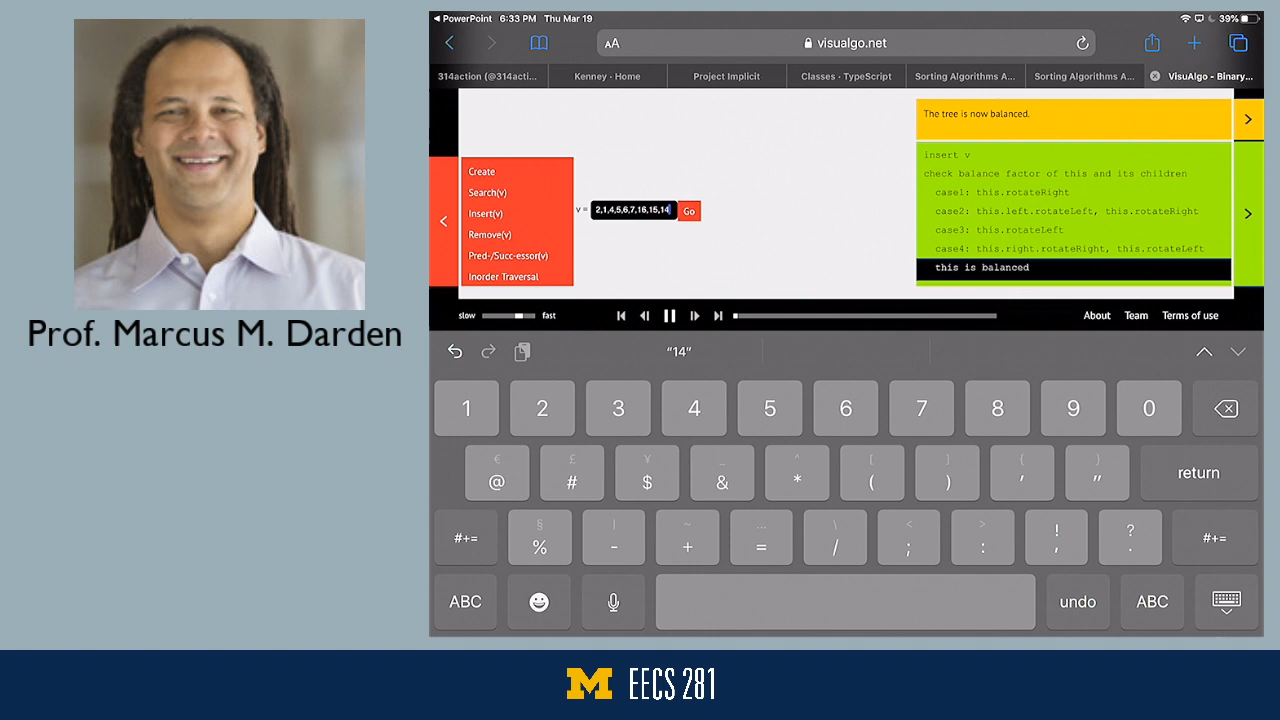 Prof. Marcus M. Darden
PowerPoint 6:33 PM Thu Mar 19 39%
AA visualgo.net
314action (@314acti... Kenney · Home Project Implicit Classes · TypeScript Sorting Algorithms A... Sorting Algorithms A... VisuAlgo - Binary...
The tree is now balanced.
Create
Search(v)
Insert(v)
Remove(v)
Pred-/Succ-essor(v)
Inorder Traversal
v = 2,1,4,5,6,7,16,15,14 Go
insert v
check balance factor of this and its children
case1: this.rotateRight
case2: this.left.rotateLeft, this.rotateRight
case3: this.rotateLeft
case4: this.right.rotateRight, this.rotateLeft
this is balanced
slow fast About Team Terms of use
“14”
1 2 3 4 5 6 7 8 9 0
€ £ ¥ _ ^ [ ] { }
@ # $ & * ( ) ' " return
§ | ~ … \ < > ! ?
#+= % - + = / ; : , . #+=
ABC undo ABC
M EECS 281